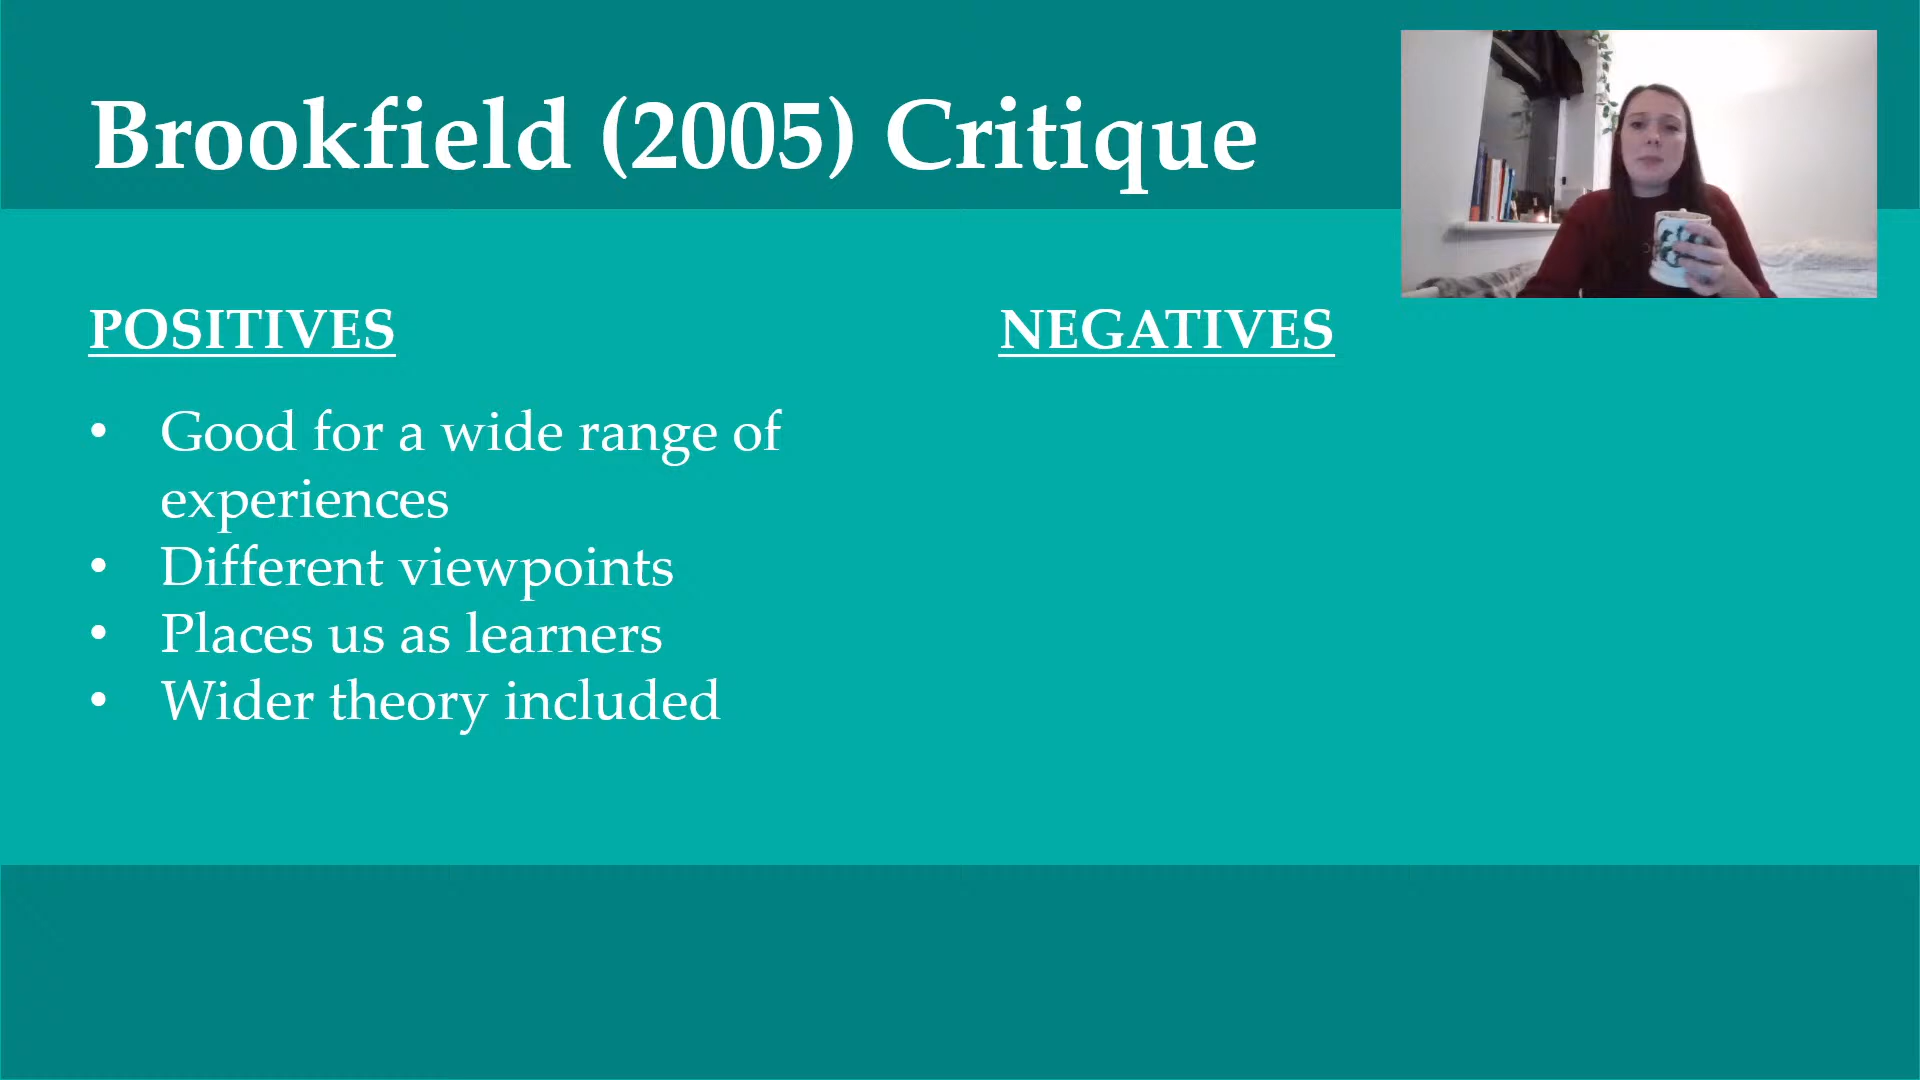 Brookfield (2005) Critique
POSITIVES
• Good for a wide range of
experiences
• Different viewpoints
• Places us as learners
• Wider theory included
NEGATIVES